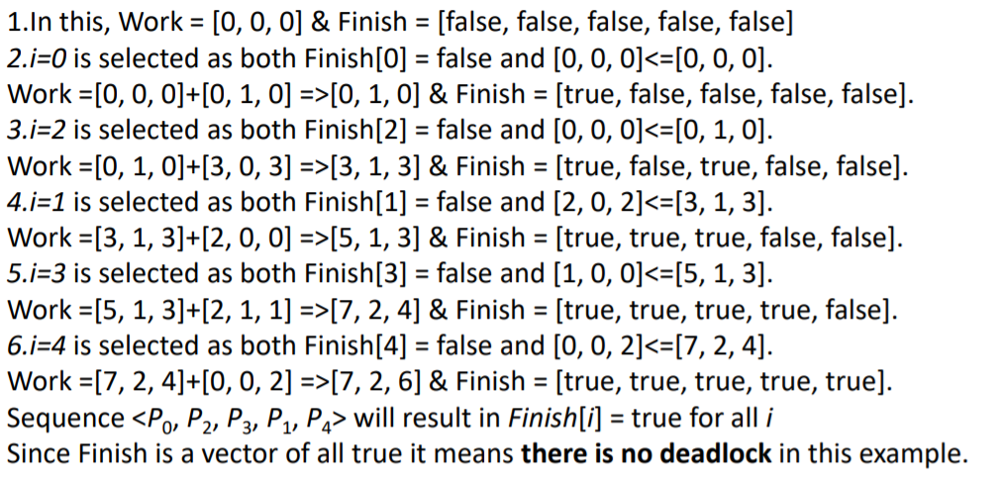 1.In this, Work = [0, 0, 0] & Finish = [false, false, false, false, false]
2.i=0 is selected as both Finish[0] = false and [0, 0, 0]<=[0, 0, 0].
Work =[0, 0, 0]+[0, 1, 0] =>[0, 1, 0] & Finish = [true, false, false, false, false].
3.i=2 is selected as both Finish[2] = false and [0, 0, 0]<=[0, 1, 0].
Work =[0, 1, 0]+[3, 0, 3] =>[3, 1, 3] & Finish = [true, false, true, false, false].
4.i=1 is selected as both Finish[1] = false and [2, 0, 2]<=[3, 1, 3].
Work =[3, 1, 3]+[2, 0, 0] =>[5, 1, 3] & Finish = [true, true, true, false, false].
5.i=3 is selected as both Finish[3] = false and [1, 0, 0]<=[5, 1, 3].
Work =[5, 1, 3]+[2, 1, 1] =>[7, 2, 4] & Finish = [true, true, true, true, false].
6.i=4 is selected as both Finish[4] = false and [0, 0, 2]<=[7, 2, 4].
Work =[7, 2, 4]+[0, 0, 2] =>[7, 2, 6] & Finish = [true, true, true, true, true].
Sequence <P₀, P₂, P₃, P₁, P₄> will result in Finish[i] = true for all i
Since Finish is a vector of all true it means there is no deadlock in this example.